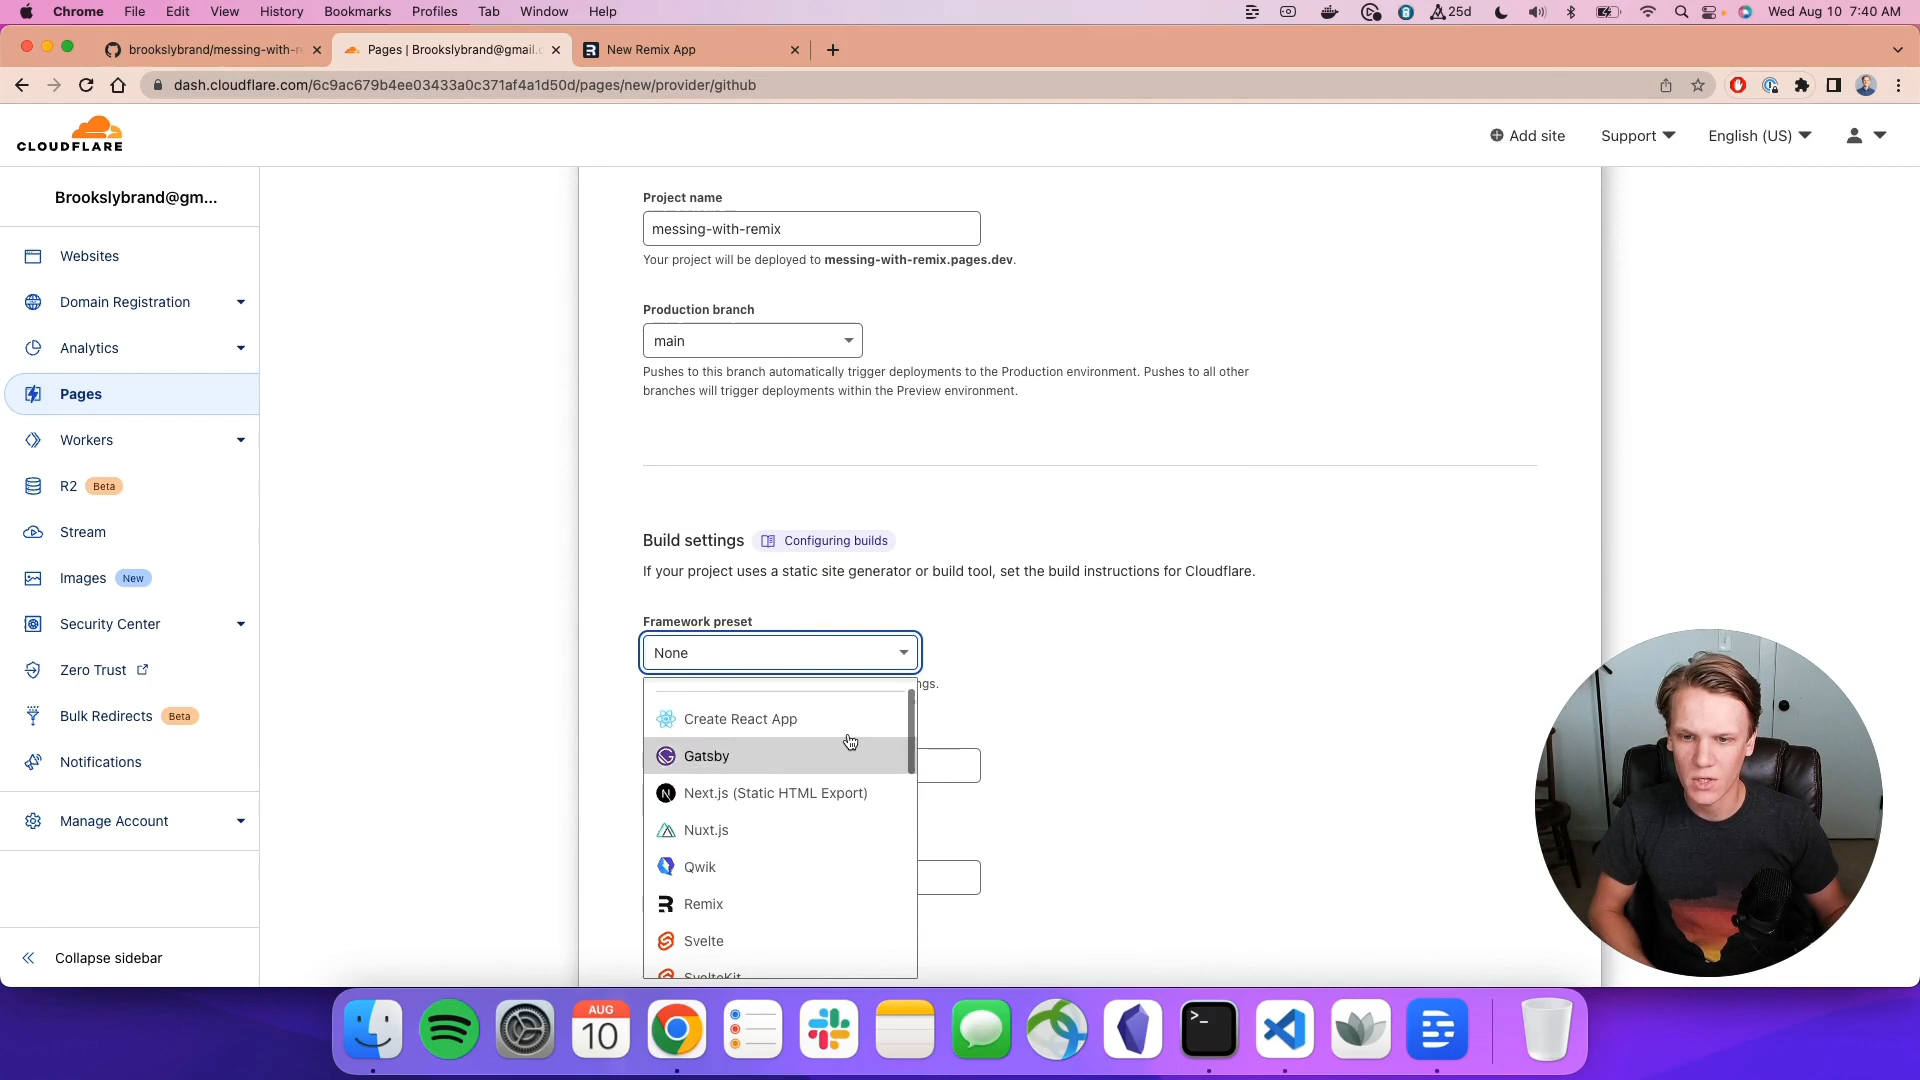 Chrome File Edit View History Bookmarks Profiles Tab Window Help
25d
Wed Aug 10 7:40 AM
brookslybrand/messing-with-re
Pages | Brookslybrand@gmail.c
New Remix App
dash.cloudflare.com/6c9ac679b4ee03433a0c371af4a1d50d/pages/new/provider/github
CLOUDFLARE
Add site
Support
English (US)
Brookslybrand@gm...
Websites
Domain Registration
Analytics
Pages
Workers
R2 Beta
Stream
Images New
Security Center
Zero Trust
Bulk Redirects Beta
Notifications
Manage Account
Collapse sidebar
Project name
messing-with-remix
Your project will be deployed to messing-with-remix.pages.dev.
Production branch
main
Pushes to this branch automatically trigger deployments to the Production environment. Pushes to all other
branches will trigger deployments within the Preview environment.
Build settings Configuring builds
If your project uses a static site generator or build tool, set the build instructions for Cloudflare.
Framework preset
None
ngs.
Create React App
Gatsby
Next.js (Static HTML Export)
Nuxt.js
Qwik
Remix
Svelte
SvelteKit
AUG
10